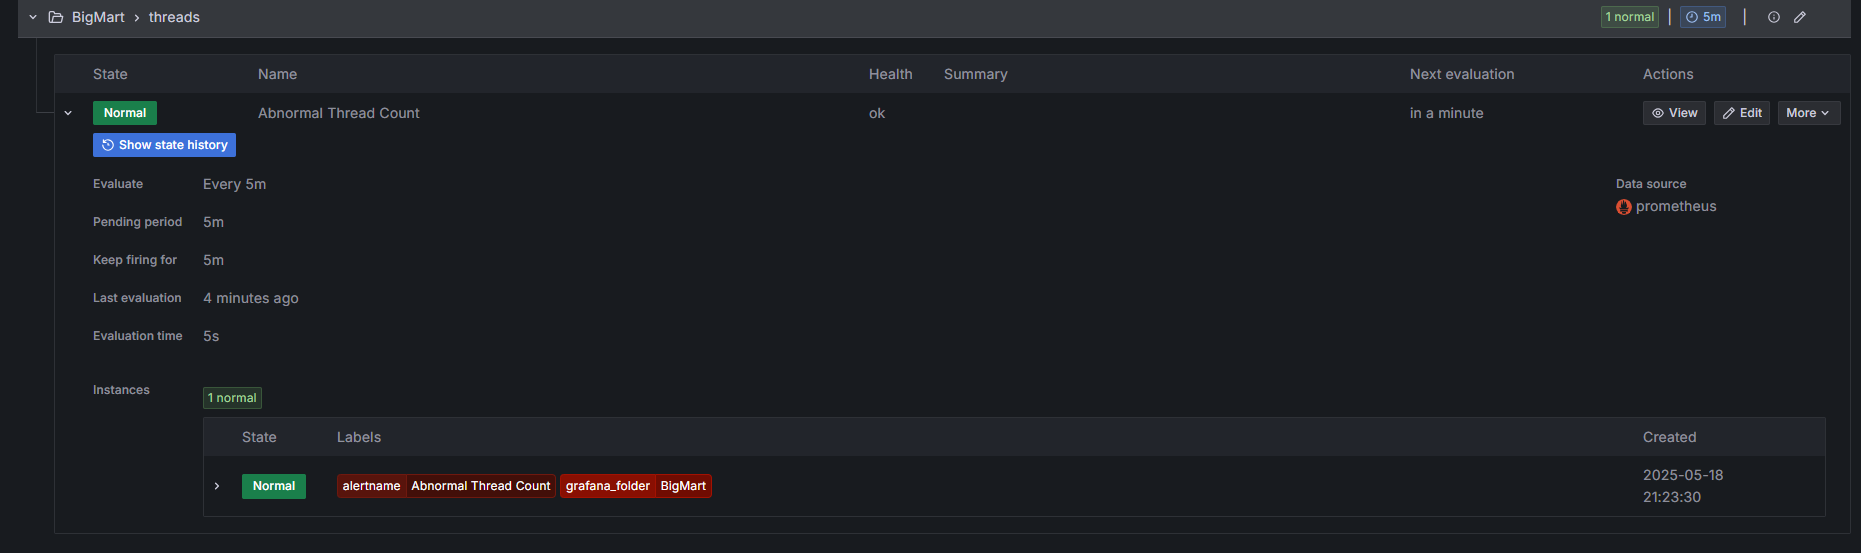 BigMart > threads 1 normal | 5m |
State Name Health Summary Next evaluation Actions
Normal Abnormal Thread Count ok in a minute View Edit More
Show state history
Evaluate Every 5m Data source
prometheus
Pending period 5m
Keep firing for 5m
Last evaluation 4 minutes ago
Evaluation time 5s
Instances 1 normal
State Labels Created
Normal alertname Abnormal Thread Count grafana_folder BigMart 2025-05-18
21:23:30